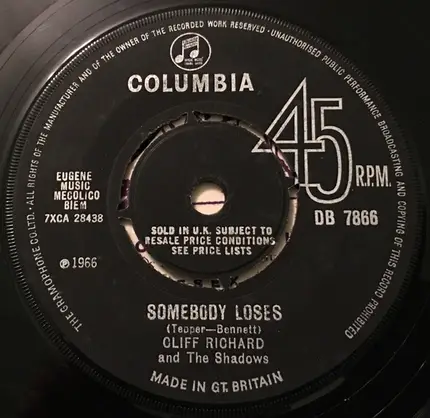 THE GRAMOPHONE CO LTD.-ALL RIGHTS OF THE MANUFACTURER AND OF THE OWNER OF THE RECORDED WORK RESERVED-UNAUTHORISED PUBLIC PERFORMANCE BROADCASTING AND COPYING OF THIS RECORD PROHIBITED
COLUMBIA
45
R.P.M.
EUGENE
MUSIC
MECOLICO
BIEM
7XCA 28438
DB 7866
SOLD IN U.K. SUBJECT TO
RESALE PRICE CONDITIONS
SEE PRICE LISTS
℗ 1966
SOMEBODY LOSES
(Tepper—Bennett)
CLIFF RICHARD
and The Shadows
MADE IN GT. BRITAIN